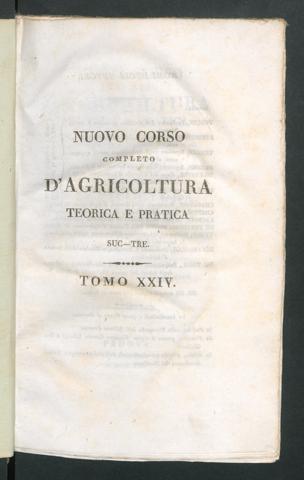 NUOVO CORSO
COMPLETO
D'AGRICOLTURA
TEORICA E PRATICA
SUC—TRE.
TOMO XXIV.